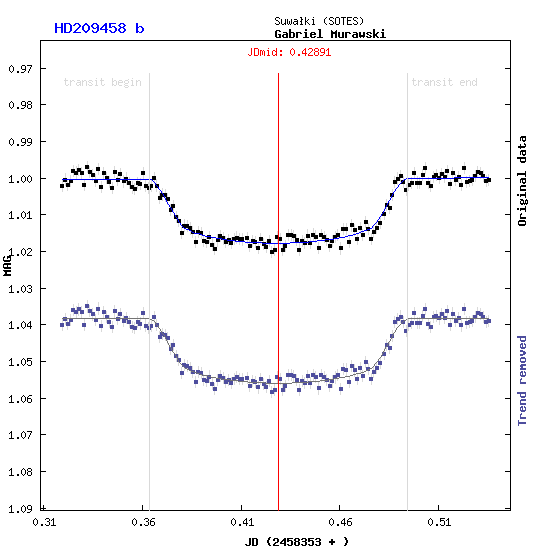 HD209458 b
Suwałki (SOTES)
Gabriel Murawski
JDmid: 0.42891
transit begin
transit end
0.97
0.98
0.99
1.00
1.01
1.02
1.03
1.04
1.05
1.06
1.07
1.08
1.09
MAG
Original data
Trend removed
0.31
0.36
0.41
0.46
0.51
JD (2458353 + )